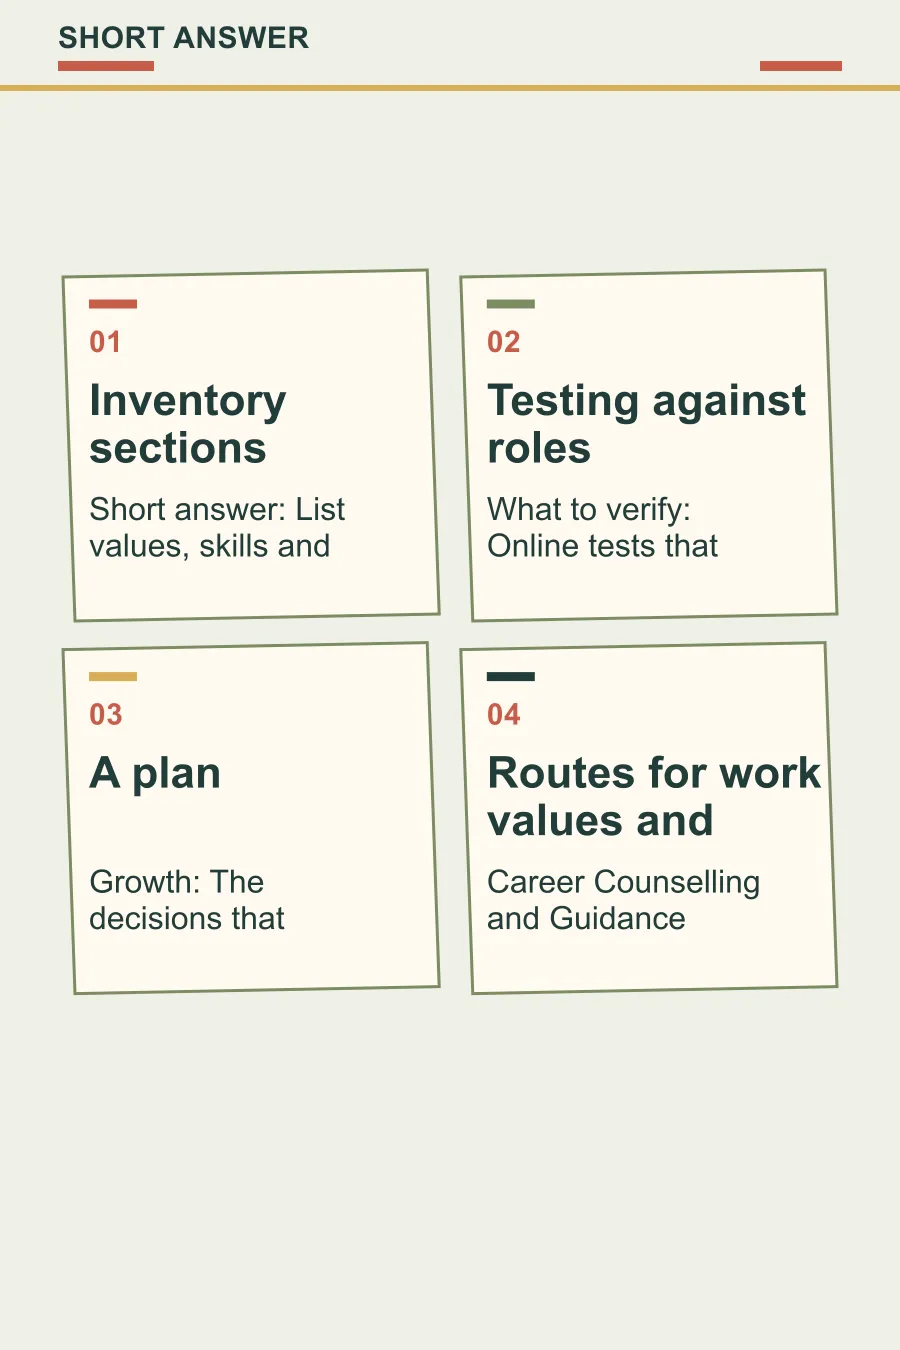 SHORT ANSWER
01
Inventory
sections
Short answer: List
values, skills and
02
Testing against
roles
What to verify:
Online tests that
03
A plan
Growth: The
decisions that
04
Routes for work
values and
Career Counselling
and Guidance